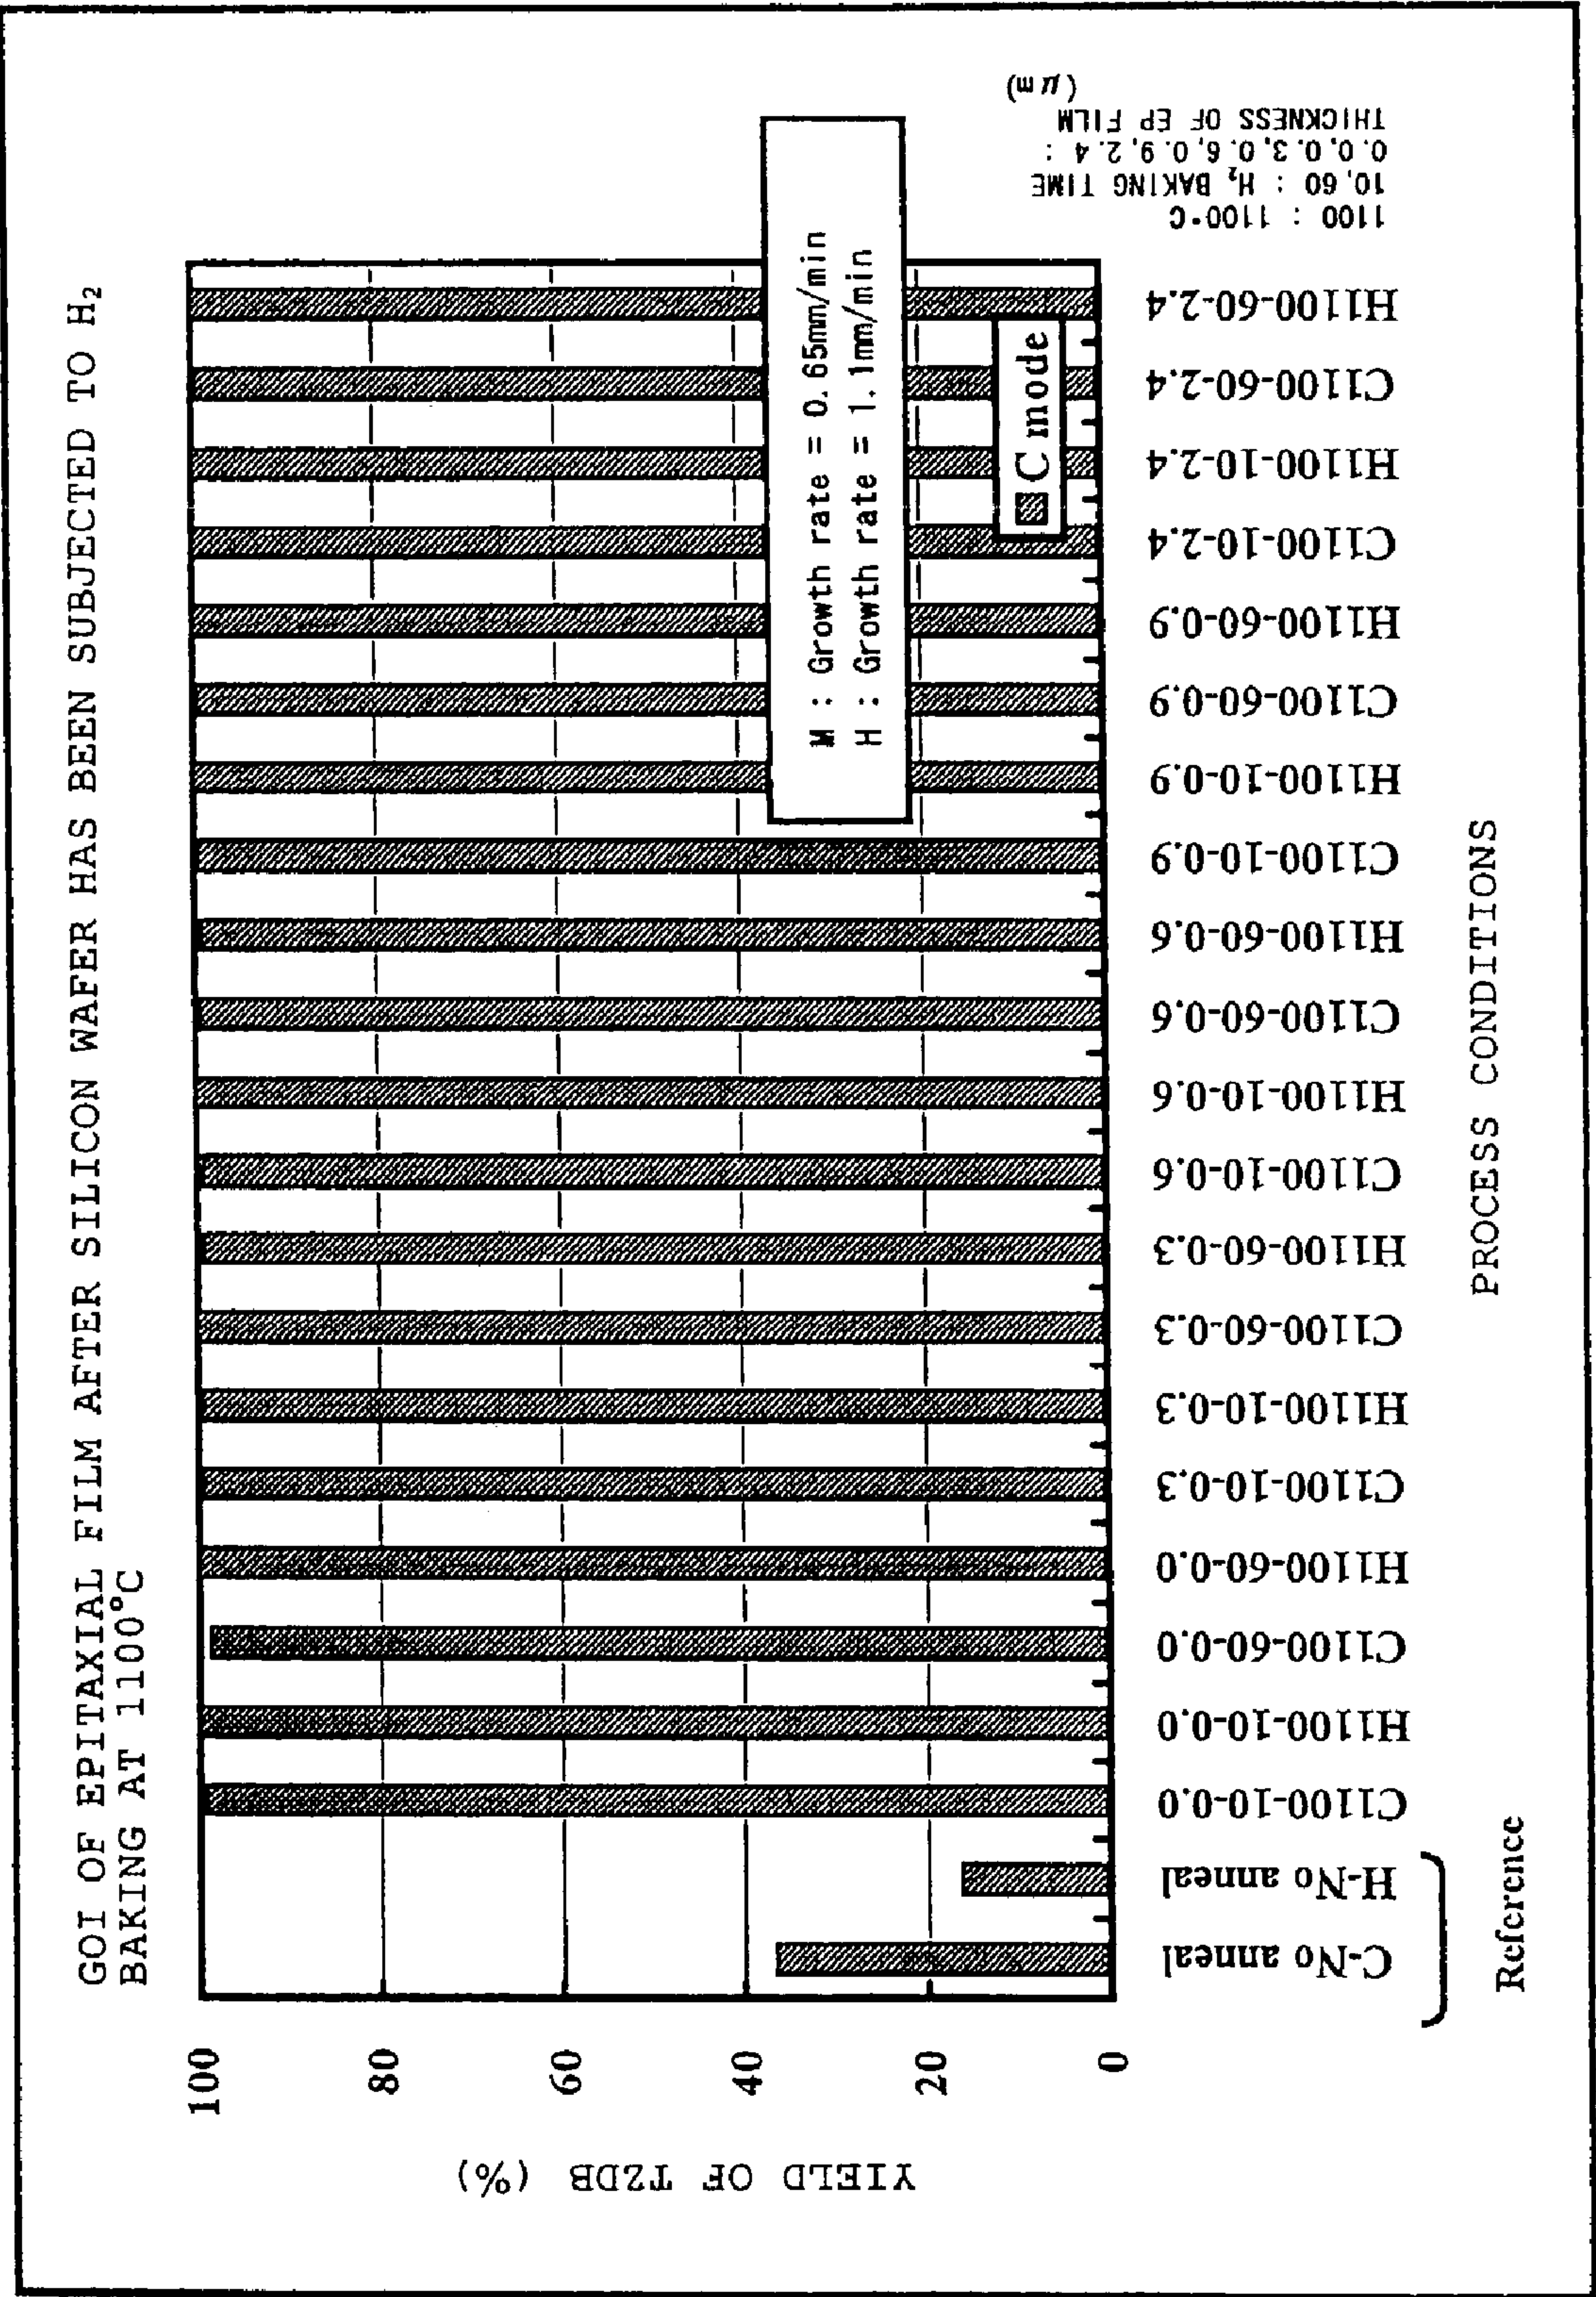 GOI OF EPITAXIAL FILM AFTER SILICON WAFER HAS BEEN SUBJECTED TO H₂
BAKING AT 1100°C
YIELD OF TZDB (%)
100
80
60
40
20
0
M : Growth rate = 0.65mm/min
H : Growth rate = 1.1mm/min
C mode
C-No anneal
H-No anneal
C1100-10-0.0
H1100-10-0.0
C1100-60-0.0
H1100-60-0.0
C1100-10-0.3
H1100-10-0.3
C1100-60-0.3
H1100-60-0.3
C1100-10-0.6
H1100-10-0.6
C1100-60-0.6
H1100-60-0.6
C1100-10-0.9
H1100-10-0.9
C1100-60-0.9
H1100-60-0.9
C1100-10-2.4
H1100-10-2.4
C1100-60-2.4
H1100-60-2.4
Reference
PROCESS CONDITIONS
1100 : 1100°C
10,60 : H₂ BAKING TIME
0.0,0.3,0.6,0.9,2.4 :
THICKNESS OF EP FILM
(μm)